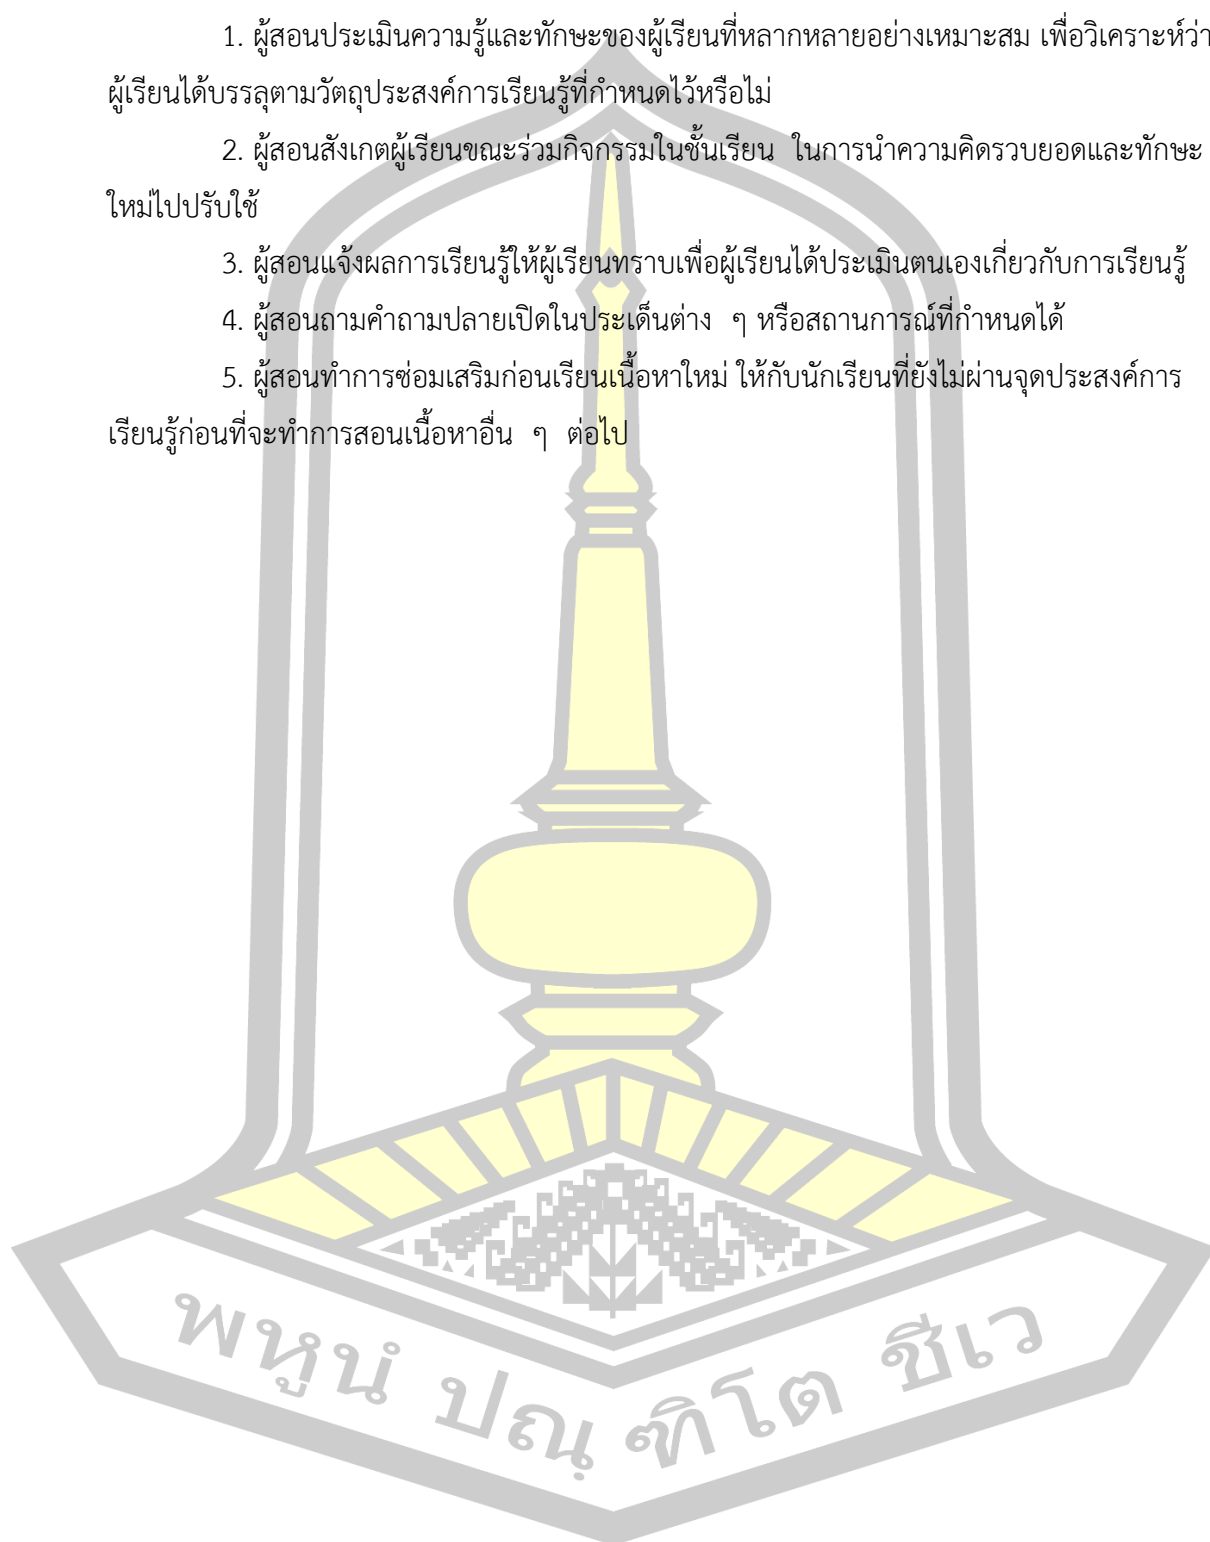 1. ผู้สอนประเมินความรู้และทักษะของผู้เรียนที่หลากหลายอย่างเหมาะสม เพื่อวิเคราะห์ว่า
ผู้เรียนได้บรรลุตามวัตถุประสงค์การเรียนรู้ที่กำหนดไว้หรือไม่
2. ผู้สอนสังเกตผู้เรียนขณะร่วมกิจกรรมในชั้นเรียน ในการนำความคิดรวบยอดและทักษะ
ใหม่ไปปรับใช้
3. ผู้สอนแจ้งผลการเรียนรู้ให้ผู้เรียนทราบเพื่อผู้เรียนได้ประเมินตนเองเกี่ยวกับการเรียนรู้
4. ผู้สอนถามคำถามปลายเปิดในประเด็นต่าง ๆ หรือสถานการณ์ที่กำหนดได้
5. ผู้สอนทำการซ่อมเสริมก่อนเรียนเนื้อหาใหม่ ให้กับนักเรียนที่ยังไม่ผ่านจุดประสงค์การ
เรียนรู้ก่อนที่จะทำการสอนเนื้อหาอื่น ๆ ต่อไป
พหูนํ ปณฺฑิโต ชีเว